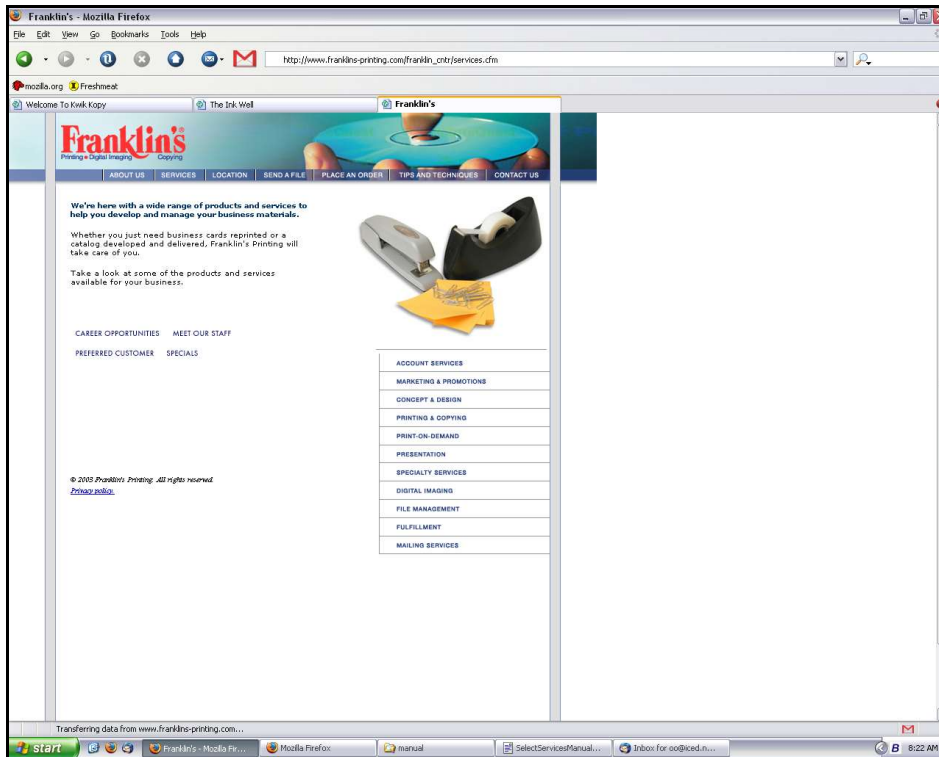 Franklin's - Mozilla Firefox
File Edit View Go Bookmarks Tools Help
http://www.franklins-printing.com/franklin_cntr/services.cfm
mozilla.org Freshmeat
Welcome To Kwik Kopy The Ink Well Franklin's
Franklin's
Printing • Digital Imaging Copying
ABOUT US SERVICES LOCATION SEND A FILE PLACE AN ORDER TIPS AND TECHNIQUES CONTACT US
We're here with a wide range of products and services to
help you develop and manage your business materials.
Whether you just need business cards reprinted or a
catalog developed and delivered, Franklin's Printing will
take care of you.
Take a look at some of the products and services
available for your business.
CAREER OPPORTUNITIES MEET OUR STAFF
PREFERRED CUSTOMER SPECIALS
ACCOUNT SERVICES
MARKETING & PROMOTIONS
CONCEPT & DESIGN
PRINTING & COPYING
PRINT-ON-DEMAND
PRESENTATION
SPECIALTY SERVICES
DIGITAL IMAGING
FILE MANAGEMENT
FULFILLMENT
MAILING SERVICES
© 2003 Franklin's Printing. All rights reserved.
Privacy policy.
Transferring data from www.franklins-printing.com...
start Franklin's - Mozilla Fir... Mozilla Firefox manual SelectServicesManual... Inbox for oo@iced.n... B 8:22 AM